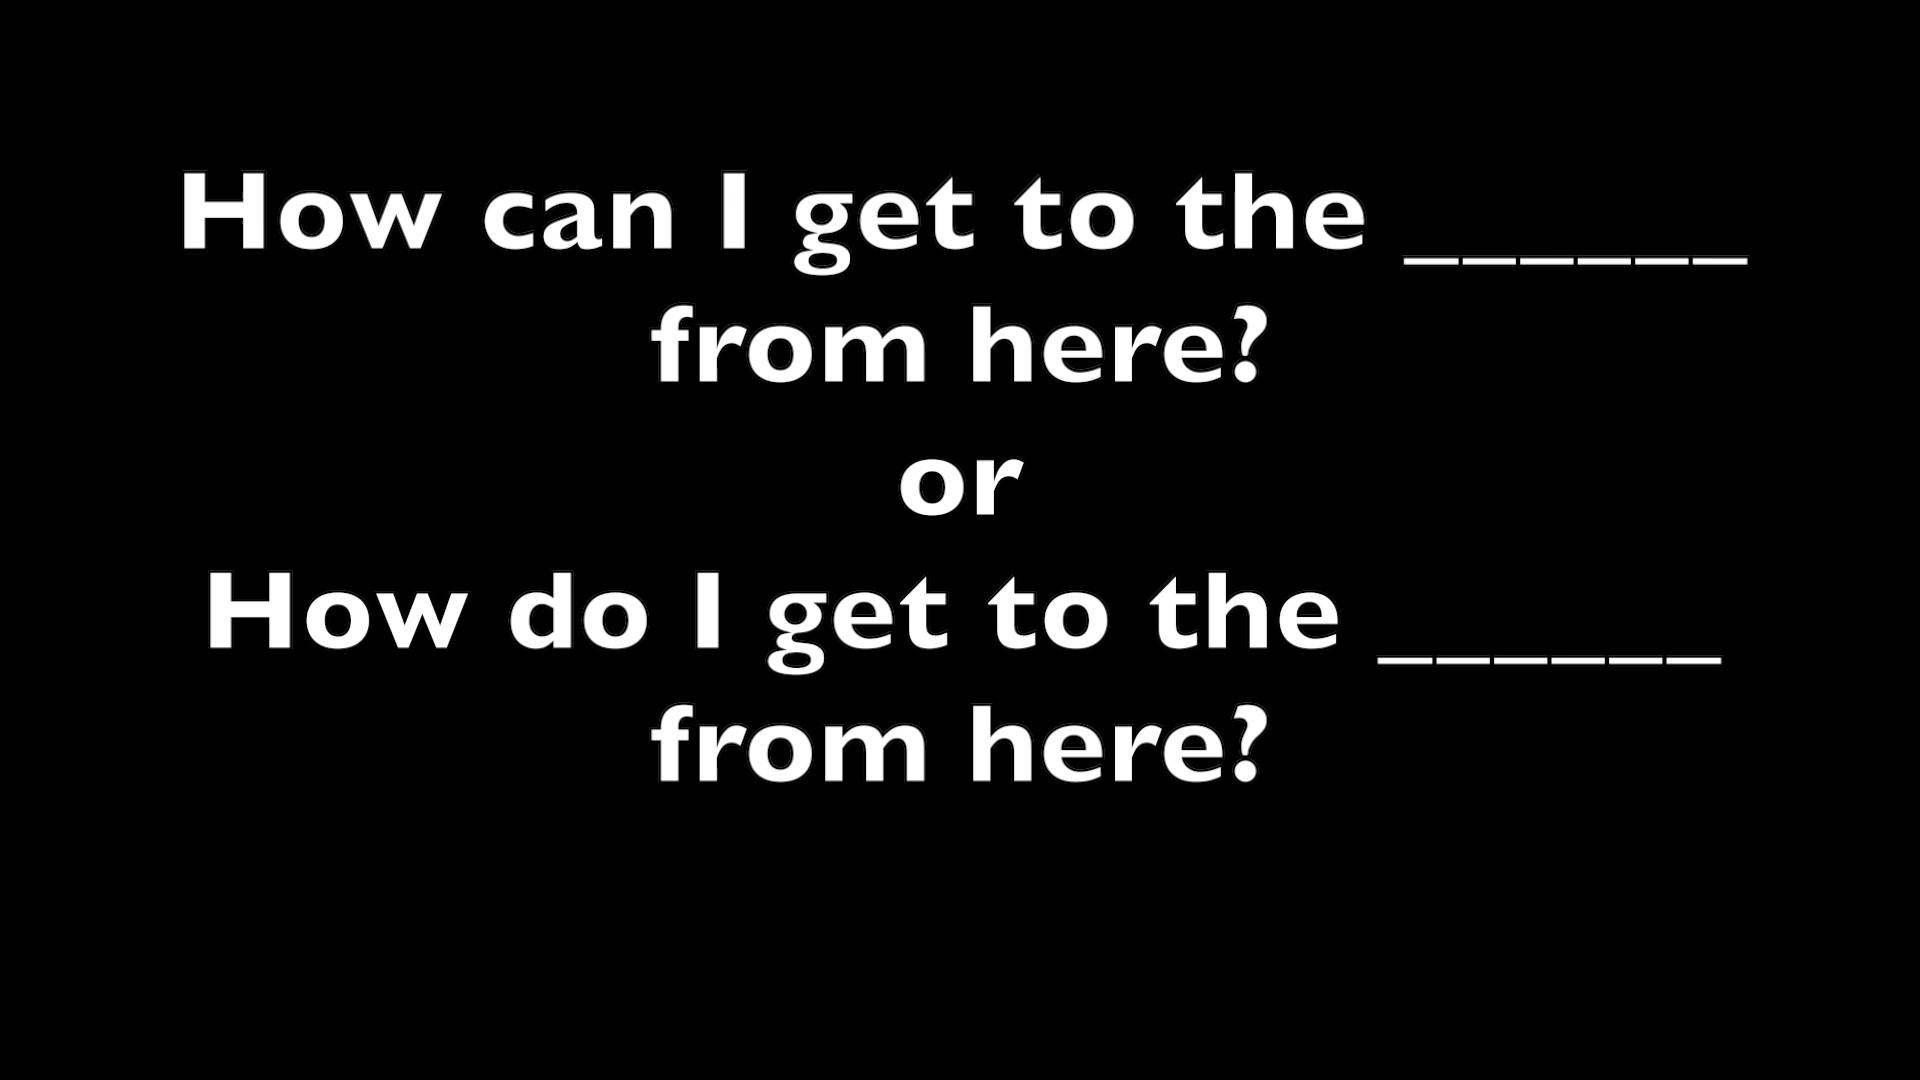 How can I get to the ______
from here?
or
How do I get to the ______
from here?